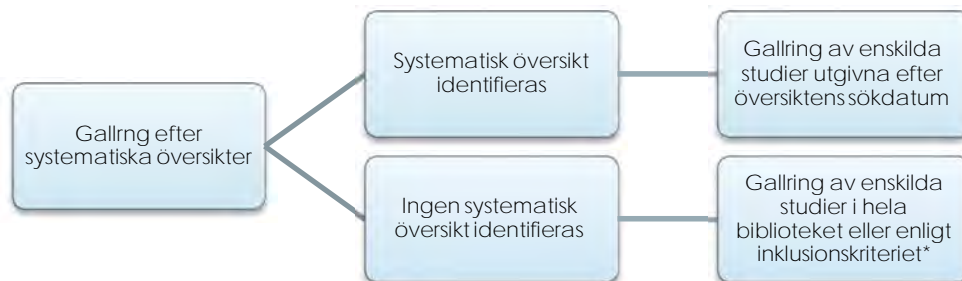 Gallrng efter
systematiska översikter
Systematisk översikt
identifieras
Gallring av enskilda
studier utgivna efter
översiktens sökdatum
Ingen systematisk
översikt identifieras
Gallring av enskilda
studier i hela
biblioteket eller enligt
inklusionskriteriet*